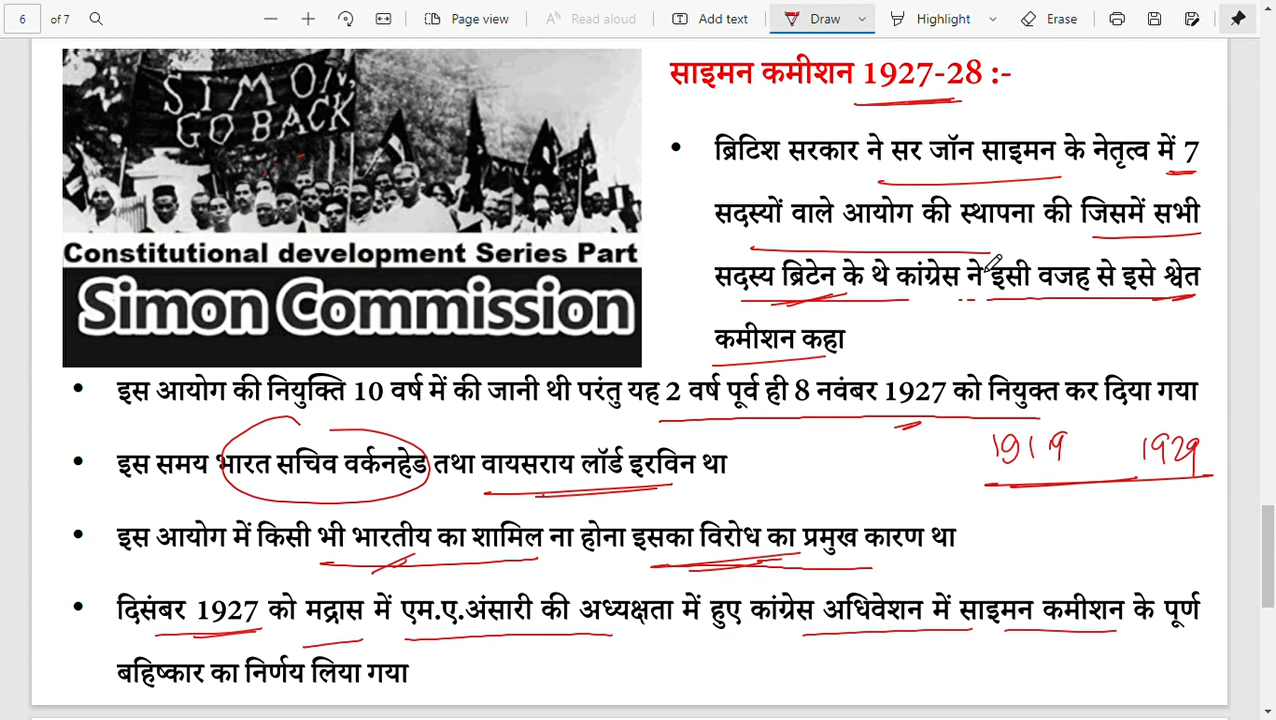 6 of 7 Page view Read aloud Add text Draw Highlight Erase
SIMON,
GO BACK
Constitutional development Series Part
Simon Commission
साइमन कमीशन 1927-28 :-
• ब्रिटिश सरकार ने सर जॉन साइमन के नेतृत्व में 7
सदस्यों वाले आयोग की स्थापना की जिसमें सभी
सदस्य ब्रिटेन के थे कांग्रेस ने इसी वजह से इसे श्वेत
कमीशन कहा
• इस आयोग की नियुक्ति 10 वर्ष में की जानी थी परंतु यह 2 वर्ष पूर्व ही 8 नवंबर 1927 को नियुक्त कर दिया गया
1919 1929
• इस समय भारत सचिव वर्कनहेड तथा वायसराय लॉर्ड इरविन था
• इस आयोग में किसी भी भारतीय का शामिल ना होना इसका विरोध का प्रमुख कारण था
• दिसंबर 1927 को मद्रास में एम.ए.अंसारी की अध्यक्षता में हुए कांग्रेस अधिवेशन में साइमन कमीशन के पूर्ण
बहिष्कार का निर्णय लिया गया